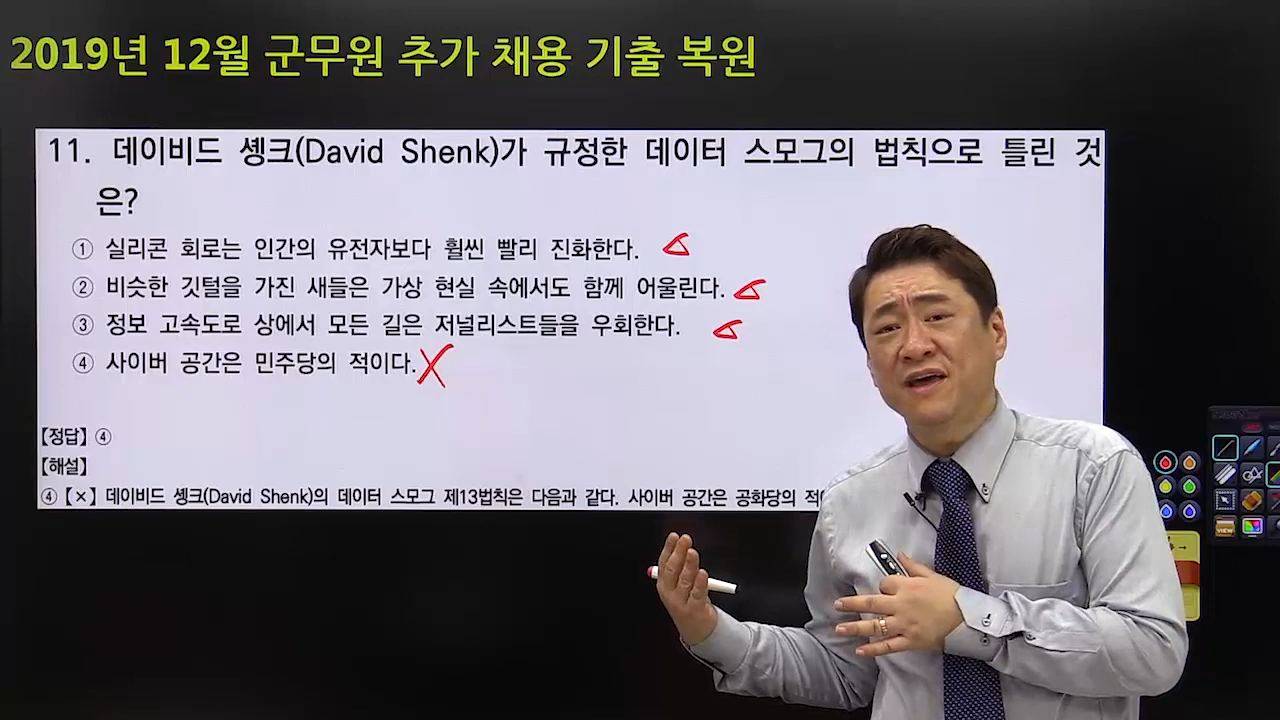 2019년 12월 군무원 추가 채용 기출 복원
11. 데이비드 솅크(David Shenk)가 규정한 데이터 스모그의 법칙으로 틀린 것
은?
① 실리콘 회로는 인간의 유전자보다 훨씬 빨리 진화한다.
② 비슷한 깃털을 가진 새들은 가상 현실 속에서도 함께 어울린다.
③ 정보 고속도로 상에서 모든 길은 저널리스트들을 우회한다.
④ 사이버 공간은 민주당의 적이다.
【정답】 ④
【해설】
④ 【×】 데이비드 솅크(David Shenk)의 데이터 스모그 제13법칙은 다음과 같다. 사이버 공간은 공화당의
VIEW